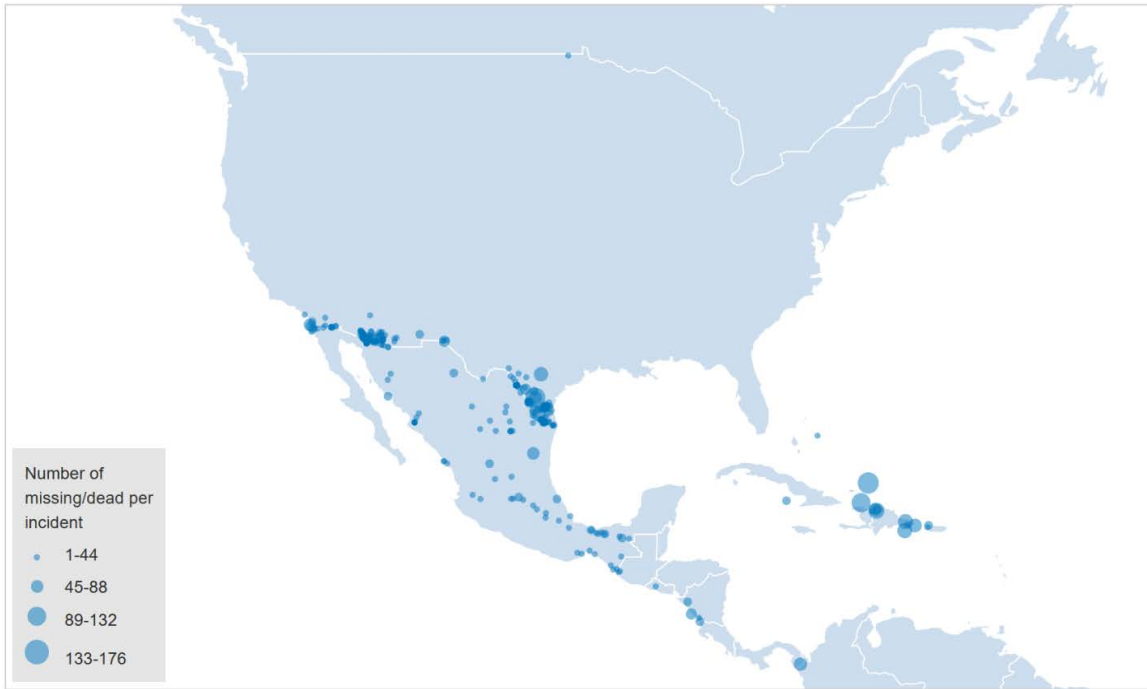 Number of
missing/dead per
incident
1-44
45-88
89-132
133-176